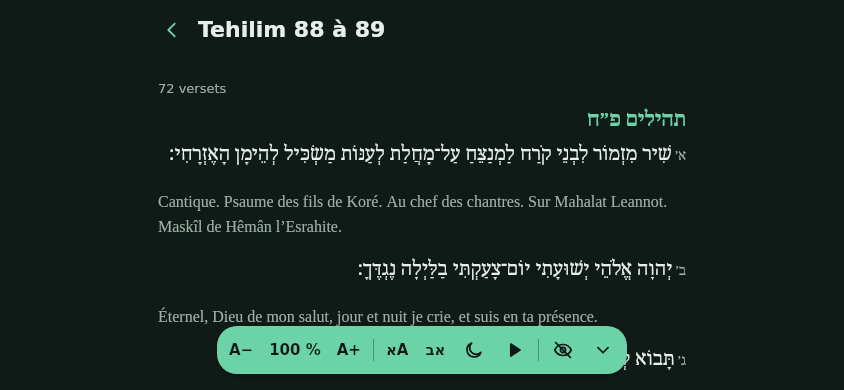 Tehilim 88 à 89
72 versets
תהילים פ״ח
א׳ שִׁיר מִזְמוֹר לִבְנֵי קֹרַח לַמְנַצֵּחַ עַל־מָחֲלַת לְעַנּוֹת מַשְׂכִּיל לְהֵימָן הָאֶזְרָחִי׃
Cantique. Psaume des fils de Koré. Au chef des chantres. Sur Mahalat Leannot.
Maskîl de Hêmân l’Esrahite.
ב׳ יְהוָה אֱלֹהֵי יְשׁוּעָתִי יוֹם־צָעַקְתִּי בַלַּיְלָה נֶגְדֶּךָ׃
Éternel, Dieu de mon salut, jour et nuit je crie, et suis en ta présence.
A− 100 % A+ אA אב
ג׳ תָּבוֹא